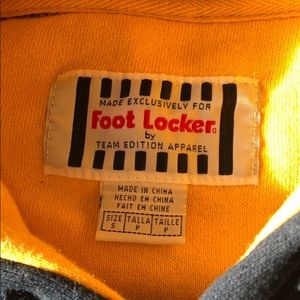 MADE EXCLUSIVELY FOR
Foot Locker®
by
TEAM EDITION APPAREL
MADE IN CHINA
HECHO EN CHINA
FAIT EN CHINE
SIZE TALLA TAILLE
S P P